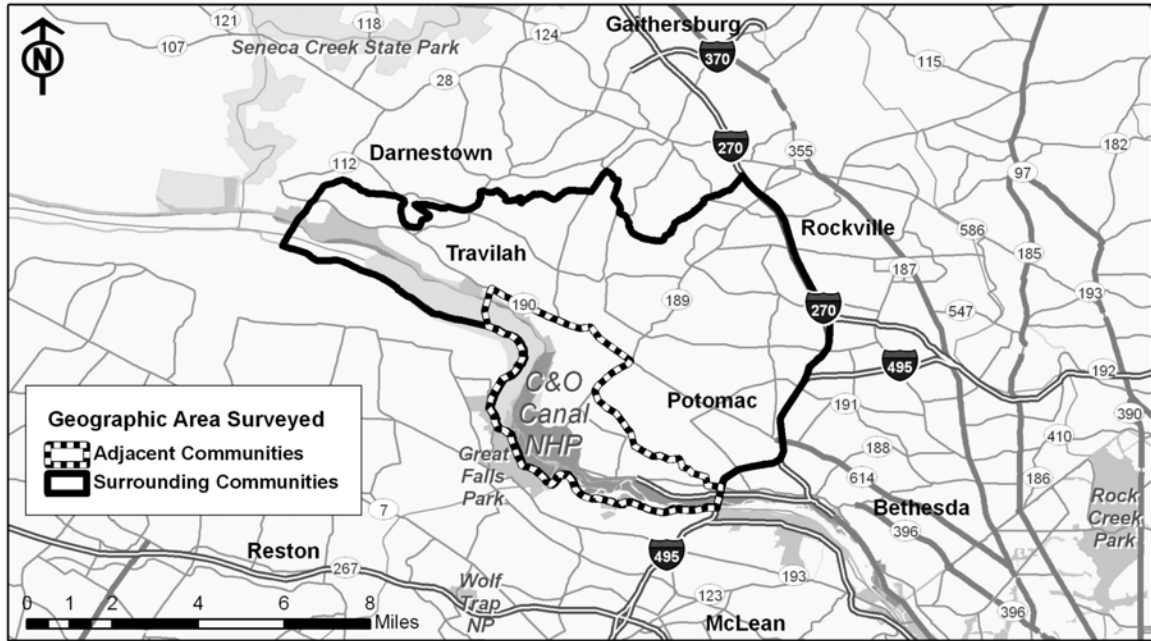 N
121
118
107
Seneca Creek State Park
124
Gaithersburg
370
115
28
270
355
182
97
112
Darnestown
Rockville
586
185
187
Travilah
190
189
270
193
547
495
192
C&O
Canal
NHP
Potomac
191
390
410
188
Great
Falls
Park
614
186
Rock
Creek
Park
Bethesda
396
7
Reston
267
495
193
Wolf
Trap
NP
123
396
McLean
Geographic Area Surveyed
Adjacent Communities
Surrounding Communities
0 1 2 4 6 8 Miles